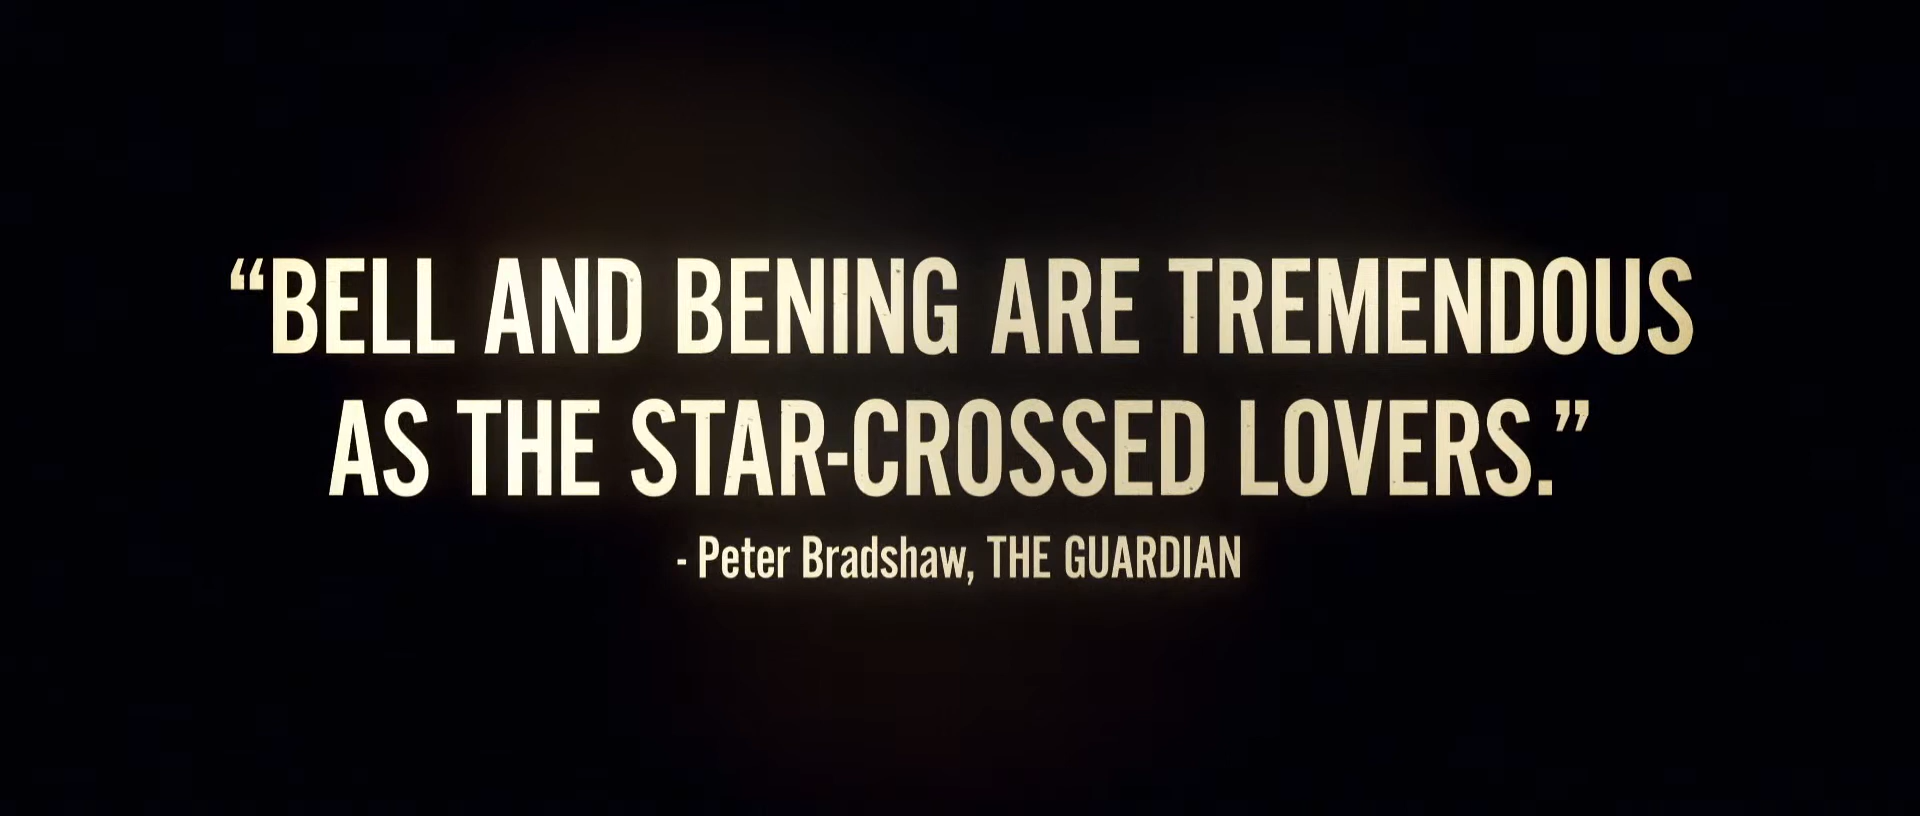 “BELL AND BENING ARE TREMENDOUS
AS THE STAR-CROSSED LOVERS.”
- Peter Bradshaw, THE GUARDIAN